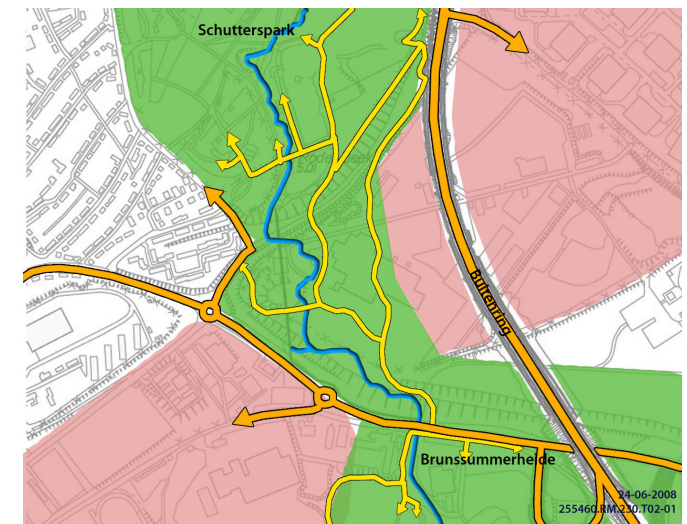 Schutterspark
Buitenring
Brunssummerheide
24-06-2008
255460.RM.230.T02-01